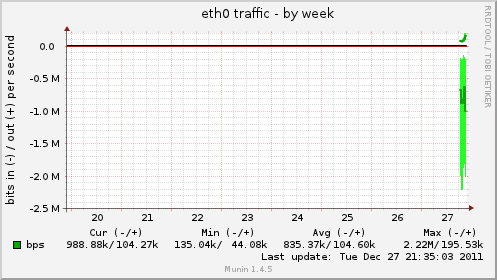 eth0 traffic - by week
RRDTOOL / TOBI OETIKER
bits in (-) / out (+) per second
0.0
-0.5 M
-1.0 M
-1.5 M
-2.0 M
-2.5 M
20 21 22 23 24 25 26 27
Cur (-/+) Min (-/+) Avg (-/+) Max (-/+)
bps 988.88k/104.27k 135.04k/ 44.08k 835.37k/104.60k 2.22M/195.53k
Last update: Tue Dec 27 21:35:03 2011
Munin 1.4.5